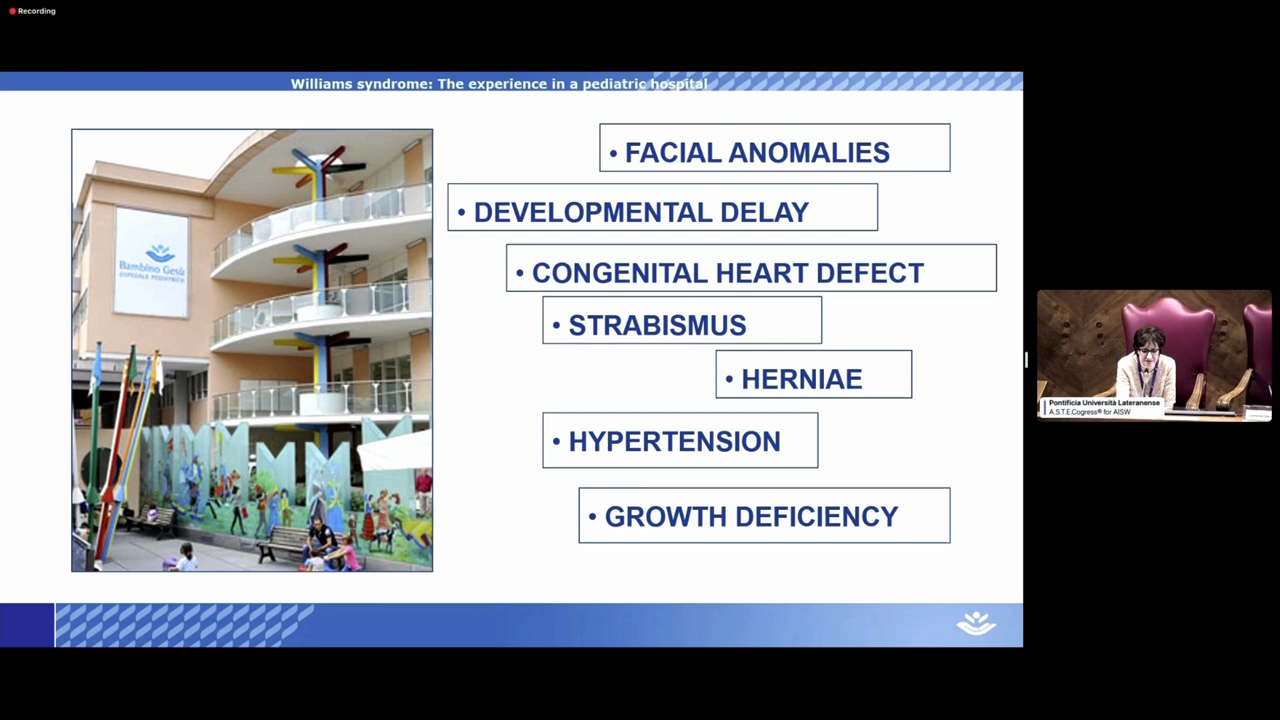 Recording
Williams syndrome: The experience in a pediatric hospital
Bambino Gesù
OSPEDALE PEDIATRICO
• FACIAL ANOMALIES
• DEVELOPMENTAL DELAY
• CONGENITAL HEART DEFECT
• STRABISMUS
• HERNIAE
• HYPERTENSION
• GROWTH DEFICIENCY
Pontificia Università Lateranense
A.S.T.E.Cogress® for AISW